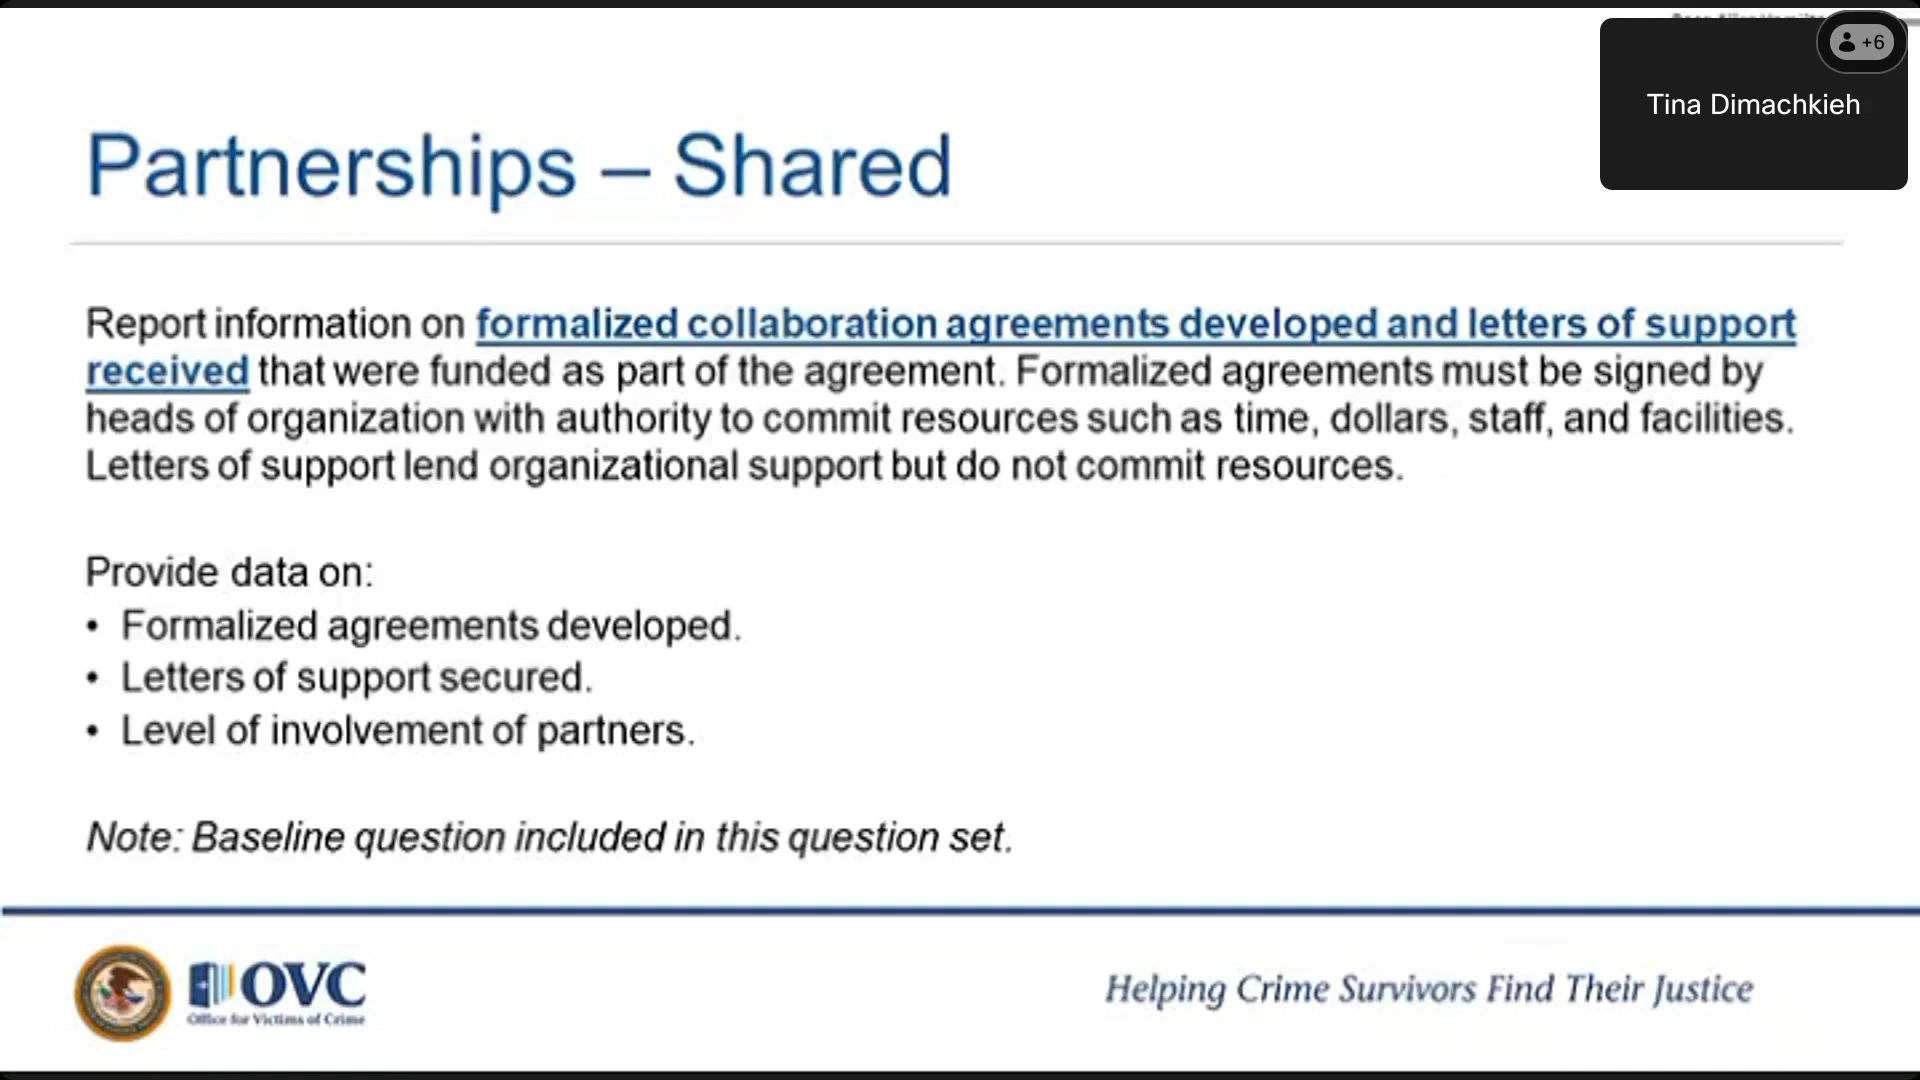 +6
Tina Dimachkieh
Partnerships – Shared
Report information on formalized collaboration agreements developed and letters of support
received that were funded as part of the agreement. Formalized agreements must be signed by
heads of organization with authority to commit resources such as time, dollars, staff, and facilities.
Letters of support lend organizational support but do not commit resources.
Provide data on:
• Formalized agreements developed.
• Letters of support secured.
• Level of involvement of partners.
Note: Baseline question included in this question set.
OVC
Office for Victims of Crime
Helping Crime Survivors Find Their Justice